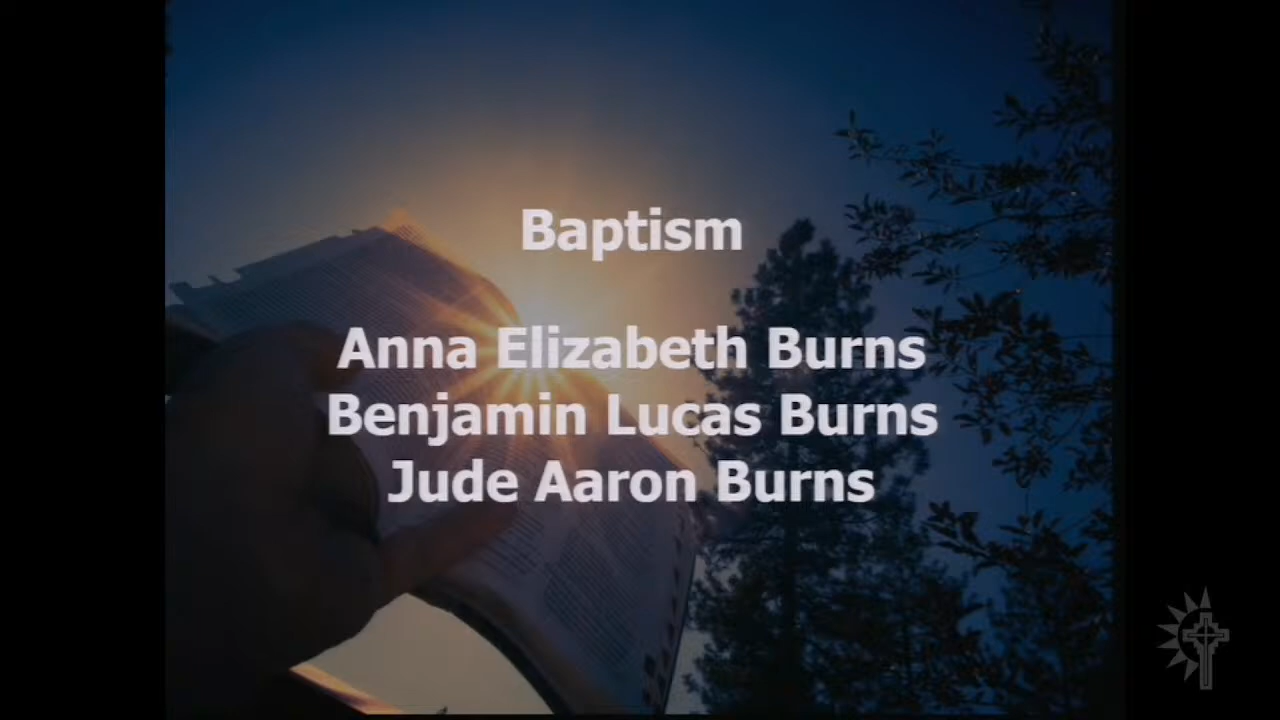 Baptism
Anna Elizabeth Burns
Benjamin Lucas Burns
Jude Aaron Burns